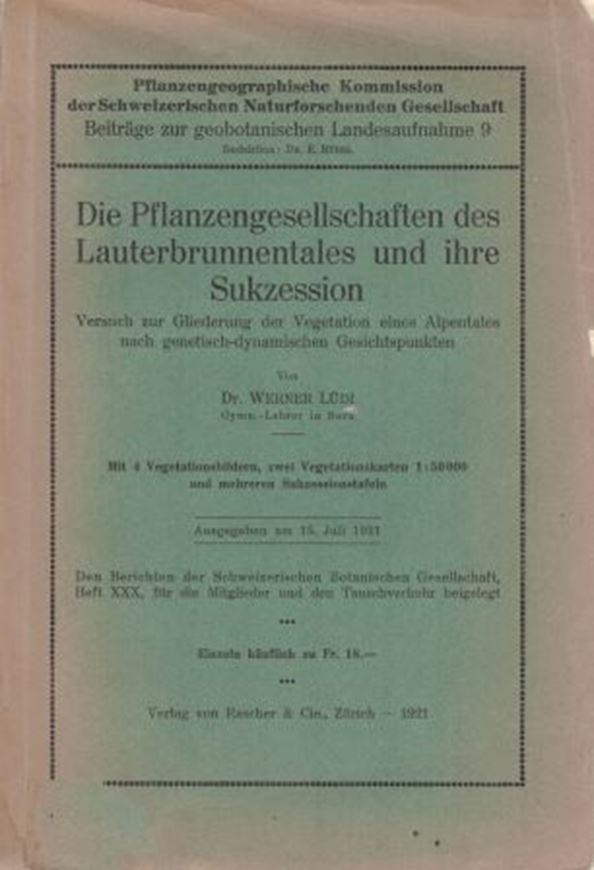 Pflanzengeographische Kommission
der Schweizerischen Naturforschenden Gesellschaft
Beiträge zur geobotanischen Landesaufnahme 9
Redaktion: Dr. E. Rübel
Die Pflanzengesellschaften des
Lauterbrunnentales und ihre
Sukzession
Versuch zur Gliederung der Vegetation eines Alpentales
nach genetisch-dynamischen Gesichtspunkten
Von
Dr. WERNER LÜDI
Gymn.-Lehrer in Bern
Mit 4 Vegetationsbildern, zwei Vegetationskarten 1:50000
und mehreren Sukzessionstafeln
Ausgegeben am 15. Juli 1921
Den Berichten der Schweizerischen Botanischen Gesellschaft,
Heft XXX, für die Mitglieder und den Tauschverkehr beigelegt
Einzeln käuflich zu Fr. 18.—
Verlag von Rascher & Cie., Zürich — 1921